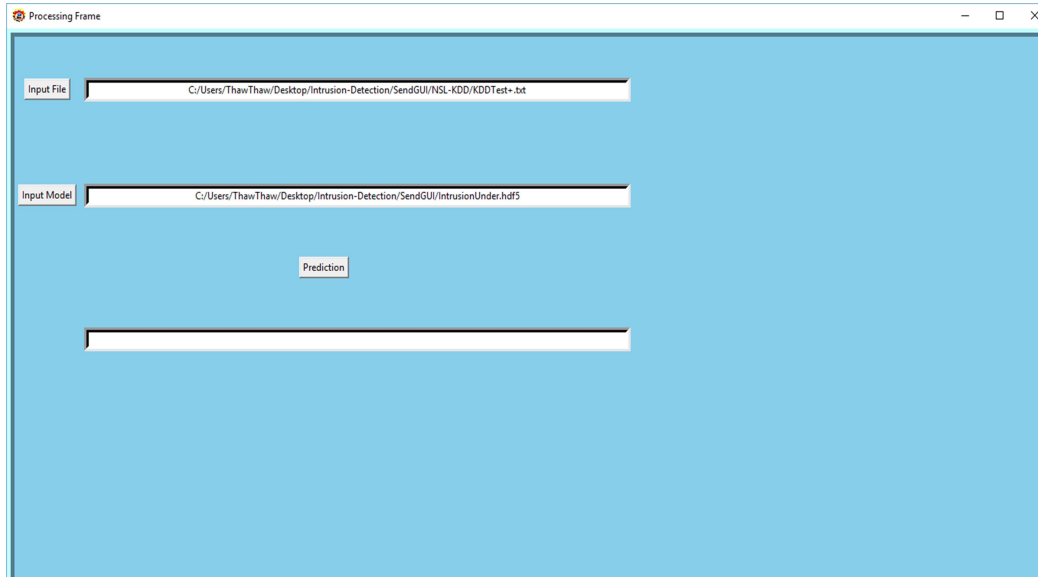 Processing Frame
Input File
C:/Users/ThawThaw/Desktop/Intrusion-Detection/SendGUI/NSL-KDD/KDDTest+.txt
Input Model
C:/Users/ThawThaw/Desktop/Intrusion-Detection/SendGUI/IntrusionUnder.hdf5
Prediction